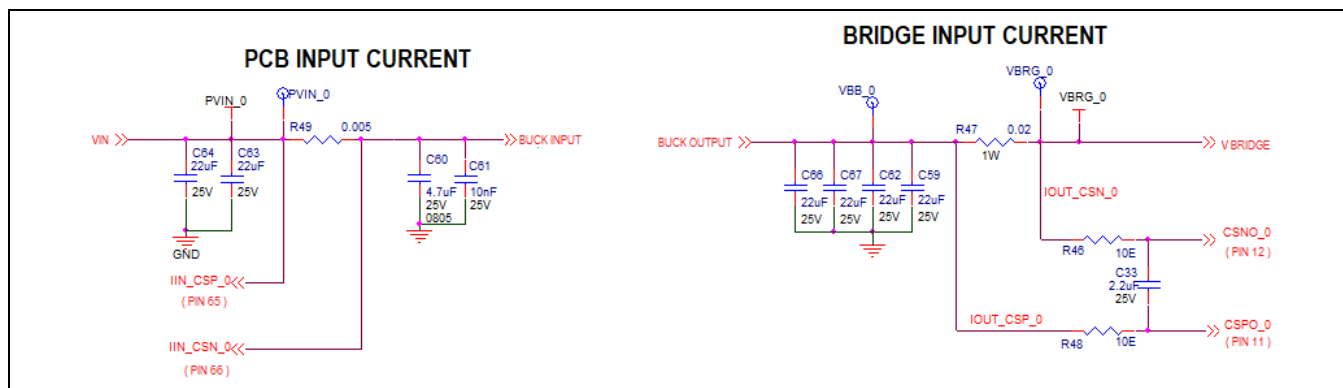 PCB INPUT CURRENT
PVIN_0
PVIN_0
VIN
R49
0.005
BUCK INPUT
C64
22uF
25V
C63
22uF
25V
C60
4.7uF
25V
0805
C61
10nF
25V
GND
IIN_CSP_0
( PIN 65 )
IIN_CSN_0
( PIN 66 )
BRIDGE INPUT CURRENT
VBRG_0
VBB_0
VBRG_0
BUCK OUTPUT
R47
0.02
1W
V BRIDGE
C66
22uF
25V
C67
22uF
25V
C62
22uF
25V
C59
22uF
25V
IOUT_CSN_0
R46
10E
CSNO_0
( PIN 12 )
C33
2.2uF
25V
IOUT_CSP_0
R48
10E
CSPO_0
( PIN 11 )